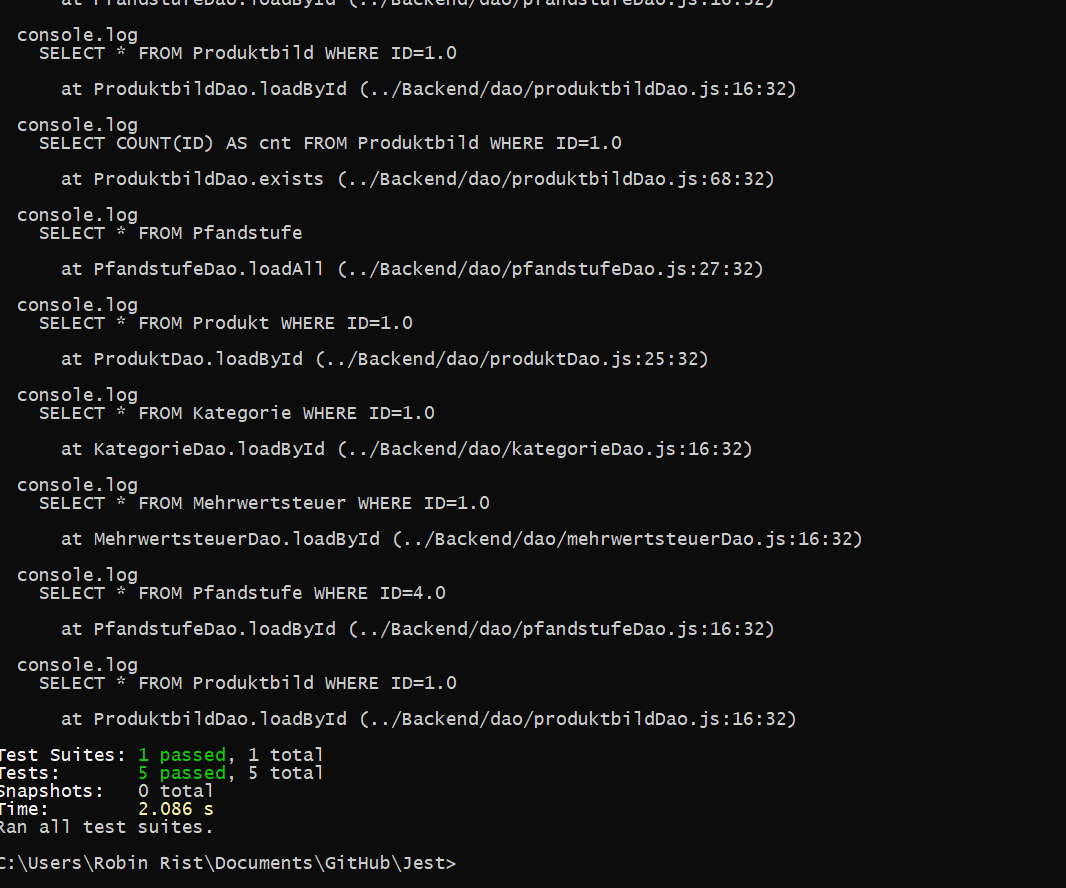 at PfandstufeDao.loadById (../Backend/dao/pfandstufeDao.js:16:32)
console.log
SELECT * FROM Produktbild WHERE ID=1.0
at ProduktbildDao.loadById (../Backend/dao/produktbildDao.js:16:32)
console.log
SELECT COUNT(ID) AS cnt FROM Produktbild WHERE ID=1.0
at ProduktbildDao.exists (../Backend/dao/produktbildDao.js:68:32)
console.log
SELECT * FROM Pfandstufe
at PfandstufeDao.loadAll (../Backend/dao/pfandstufeDao.js:27:32)
console.log
SELECT * FROM Produkt WHERE ID=1.0
at ProduktDao.loadById (../Backend/dao/produktDao.js:25:32)
console.log
SELECT * FROM Kategorie WHERE ID=1.0
at KategorieDao.loadById (../Backend/dao/kategorieDao.js:16:32)
console.log
SELECT * FROM Mehrwertsteuer WHERE ID=1.0
at MehrwertsteuerDao.loadById (../Backend/dao/mehrwertsteuerDao.js:16:32)
console.log
SELECT * FROM Pfandstufe WHERE ID=4.0
at PfandstufeDao.loadById (../Backend/dao/pfandstufeDao.js:16:32)
console.log
SELECT * FROM Produktbild WHERE ID=1.0
at ProduktbildDao.loadById (../Backend/dao/produktbildDao.js:16:32)
Test Suites: 1 passed, 1 total
Tests: 5 passed, 5 total
Snapshots: 0 total
Time: 2.086 s
Ran all test suites.
C:\Users\Robin Rist\Documents\GitHub\Jest>